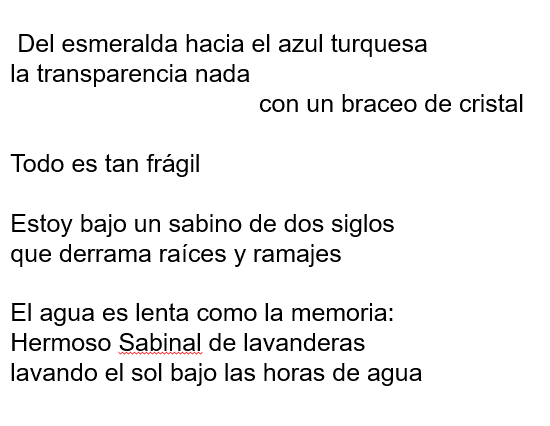 Del esmeralda hacia el azul turquesa
la transparencia nada
con un braceo de cristal
Todo es tan frágil
Estoy bajo un sabino de dos siglos
que derrama raíces y ramajes
El agua es lenta como la memoria:
Hermoso Sabinal de lavanderas
lavando el sol bajo las horas de agua